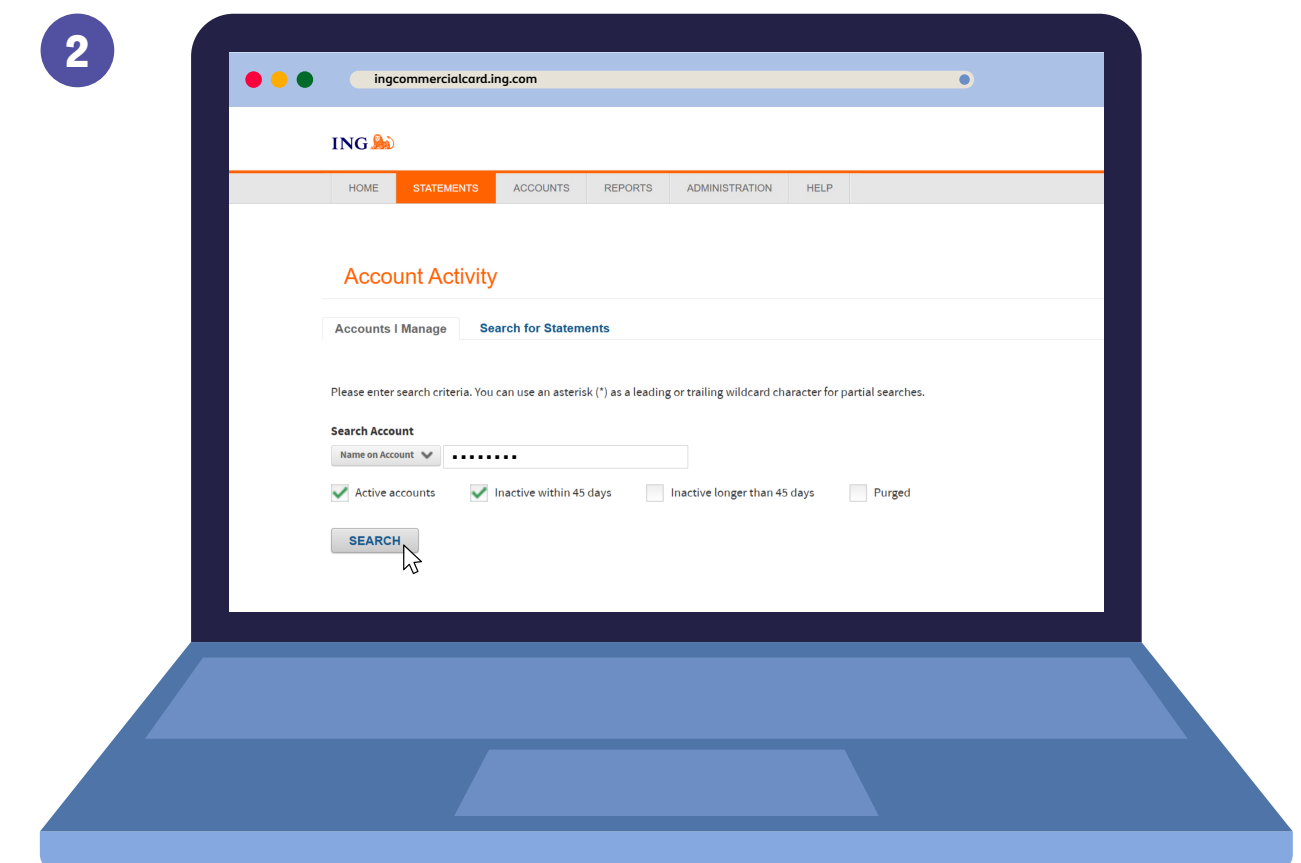 2
ingcommercialcard.ing.com
ING
HOME STATEMENTS ACCOUNTS REPORTS ADMINISTRATION HELP
Account Activity
Accounts I Manage Search for Statements
Please enter search criteria. You can use an asterisk (*) as a leading or trailing wildcard character for partial searches.
Search Account
Name on Account ••••••••
Active accounts Inactive within 45 days Inactive longer than 45 days Purged
SEARCH